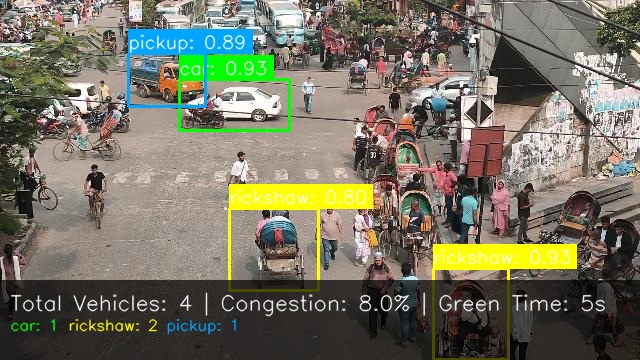 pickup: 0.89
car: 0.93
rickshaw: 0.80
rickshaw: 0.93
Total Vehicles: 4 | Congestion: 8.0% | Green Time: 5s
car: 1 rickshaw: 2 pickup: 1